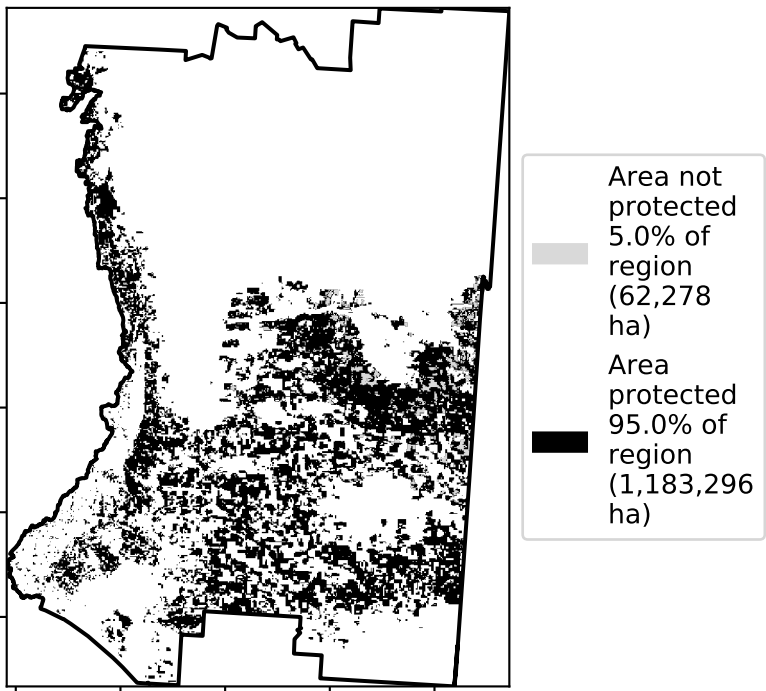 Area not
protected
5.0% of
region
(62,278
ha)
Area
protected
95.0% of
region
(1,183,296
ha)